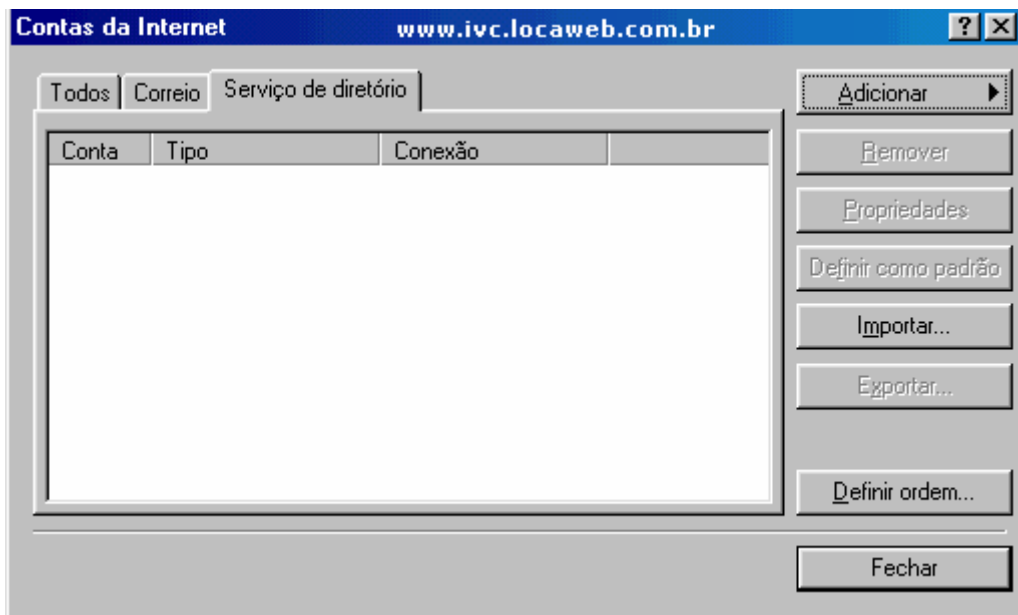 Contas da Internet www.ivc.locaweb.com.br ? ×
Todos Correio Serviço de diretório
Conta Tipo Conexão
Adicionar
Remover
Propriedades
Definir como padrão
Importar...
Exportar...
Definir ordem...
Fechar